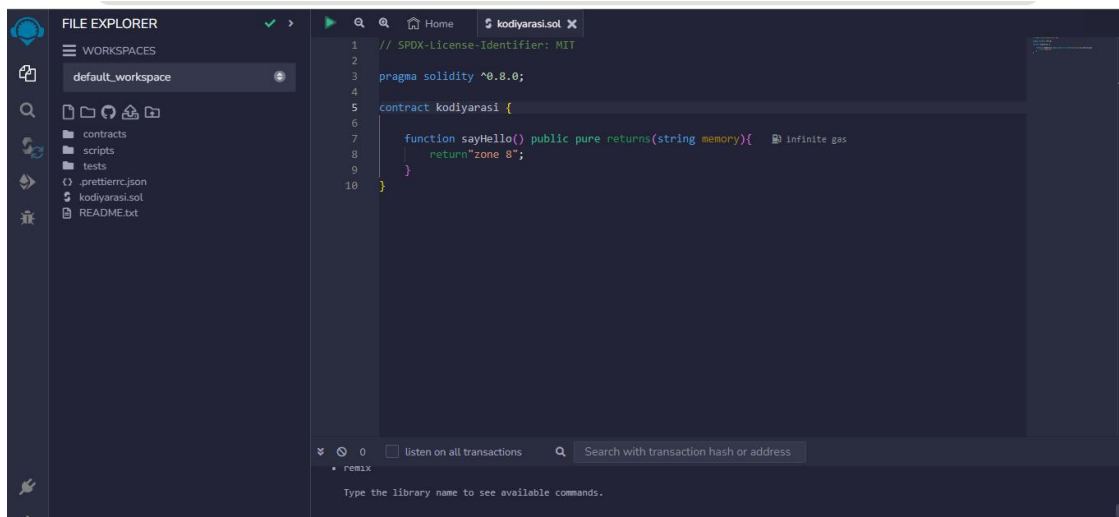 FILE EXPLORER
WORKSPACES
default_workspace
contracts
scripts
tests
.prettierrc.json
kodiyarasi.sol
README.txt
Home
kodiyarasi.sol
1 // SPDX-License-Identifier: MIT
2
3 pragma solidity ^0.8.0;
4
5 contract kodiyarasi {
6
7 function sayHello() public pure returns(string memory){ infinite gas
8 return"zone 8";
9 }
10 }
0 listen on all transactions Search with transaction hash or address
remix
Type the library name to see available commands.